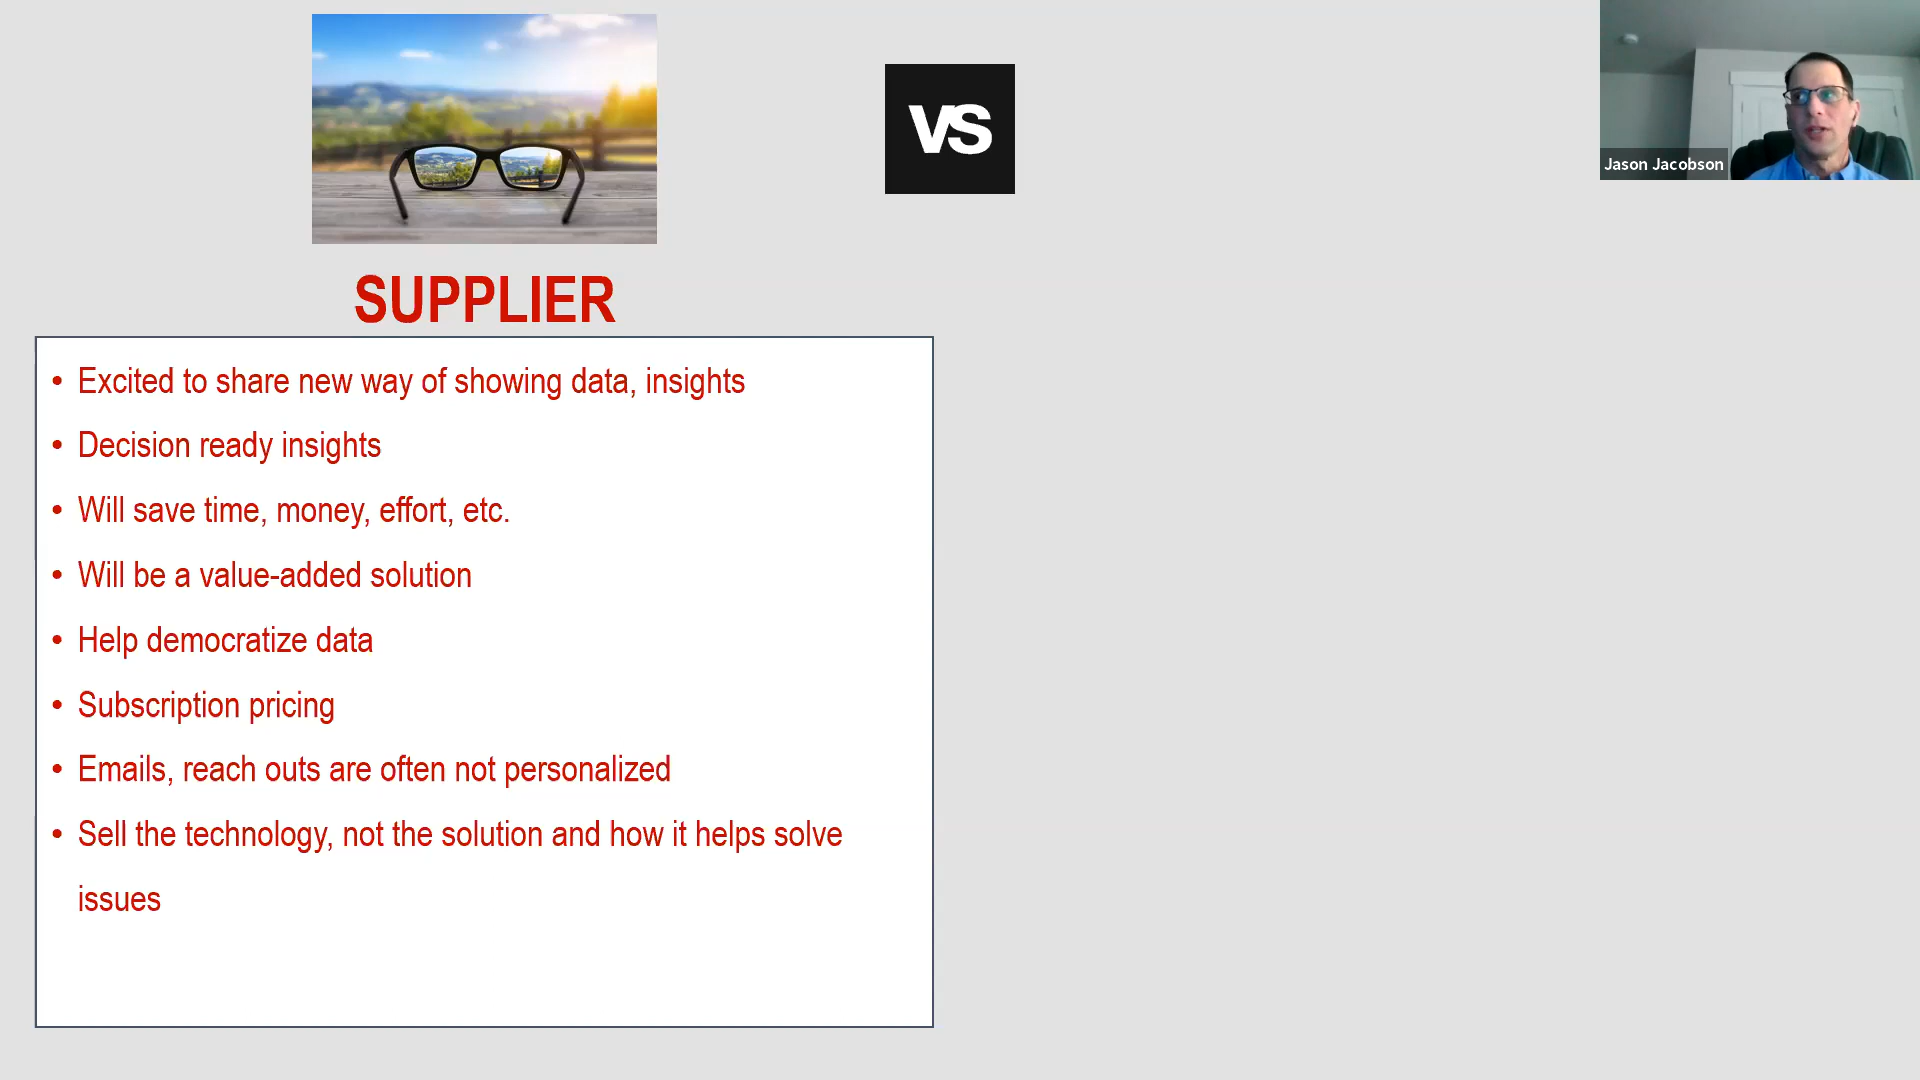 VS
Jason Jacobson
SUPPLIER
• Excited to share new way of showing data, insights
• Decision ready insights
• Will save time, money, effort, etc.
• Will be a value-added solution
• Help democratize data
• Subscription pricing
• Emails, reach outs are often not personalized
• Sell the technology, not the solution and how it helps solve
issues